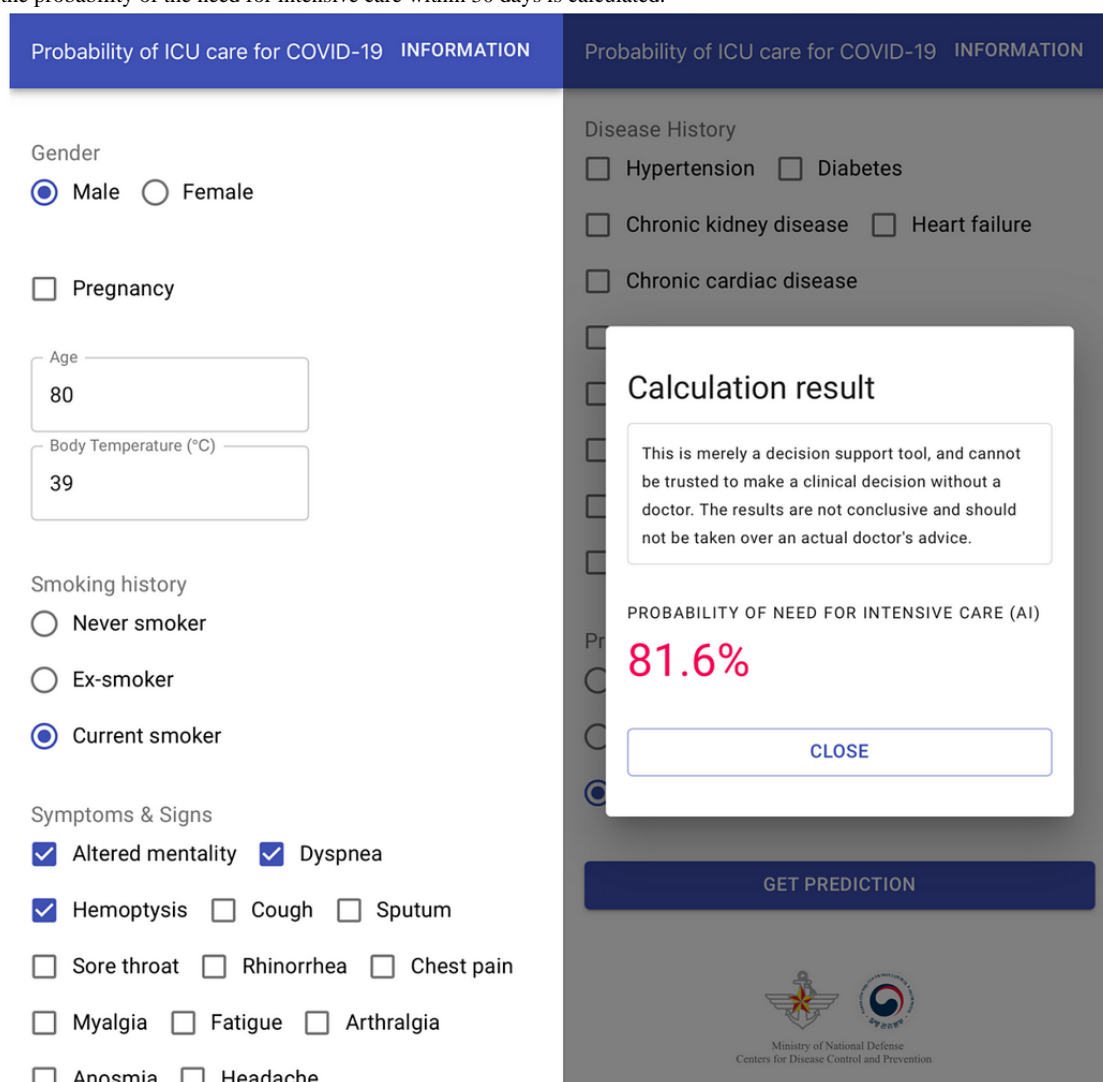 the probability of the need for intensive care within 30 days is calculated.
Probability of ICU care for COVID-19 INFORMATION
Gender
Male Female
Pregnancy
Age
80
Body Temperature (°C)
39
Smoking history
Never smoker
Ex-smoker
Current smoker
Symptoms & Signs
Altered mentality Dyspnea
Hemoptysis Cough Sputum
Sore throat Rhinorrhea Chest pain
Myalgia Fatigue Arthralgia
Anosmia Headache
Probability of ICU care for COVID-19 INFORMATION
Disease History
Hypertension Diabetes
Chronic kidney disease Heart failure
Chronic cardiac disease
Calculation result
This is merely a decision support tool, and cannot
be trusted to make a clinical decision without a
doctor. The results are not conclusive and should
not be taken over an actual doctor's advice.
PROBABILITY OF NEED FOR INTENSIVE CARE (AI)
Pr
81.6%
CLOSE
GET PREDICTION
Ministry of National Defense
Centers for Disease Control and Prevention